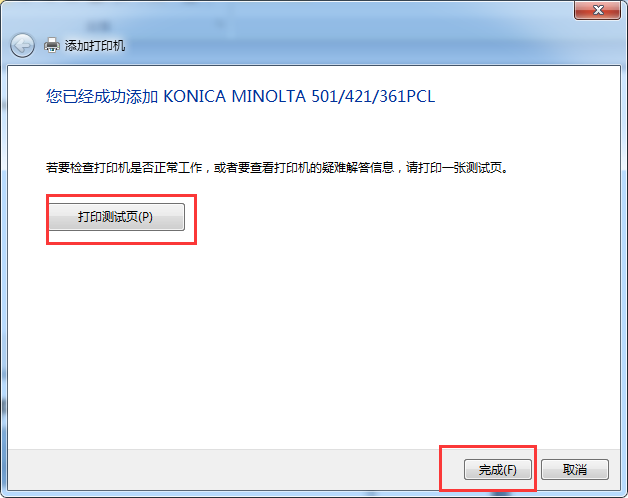 添加打印机
您已经成功添加 KONICA MINOLTA 501/421/361PCL
若要检查打印机是否正常工作，或者要查看打印机的疑难解答信息，请打印一张测试页。
打印测试页(P)
完成(F)
取消